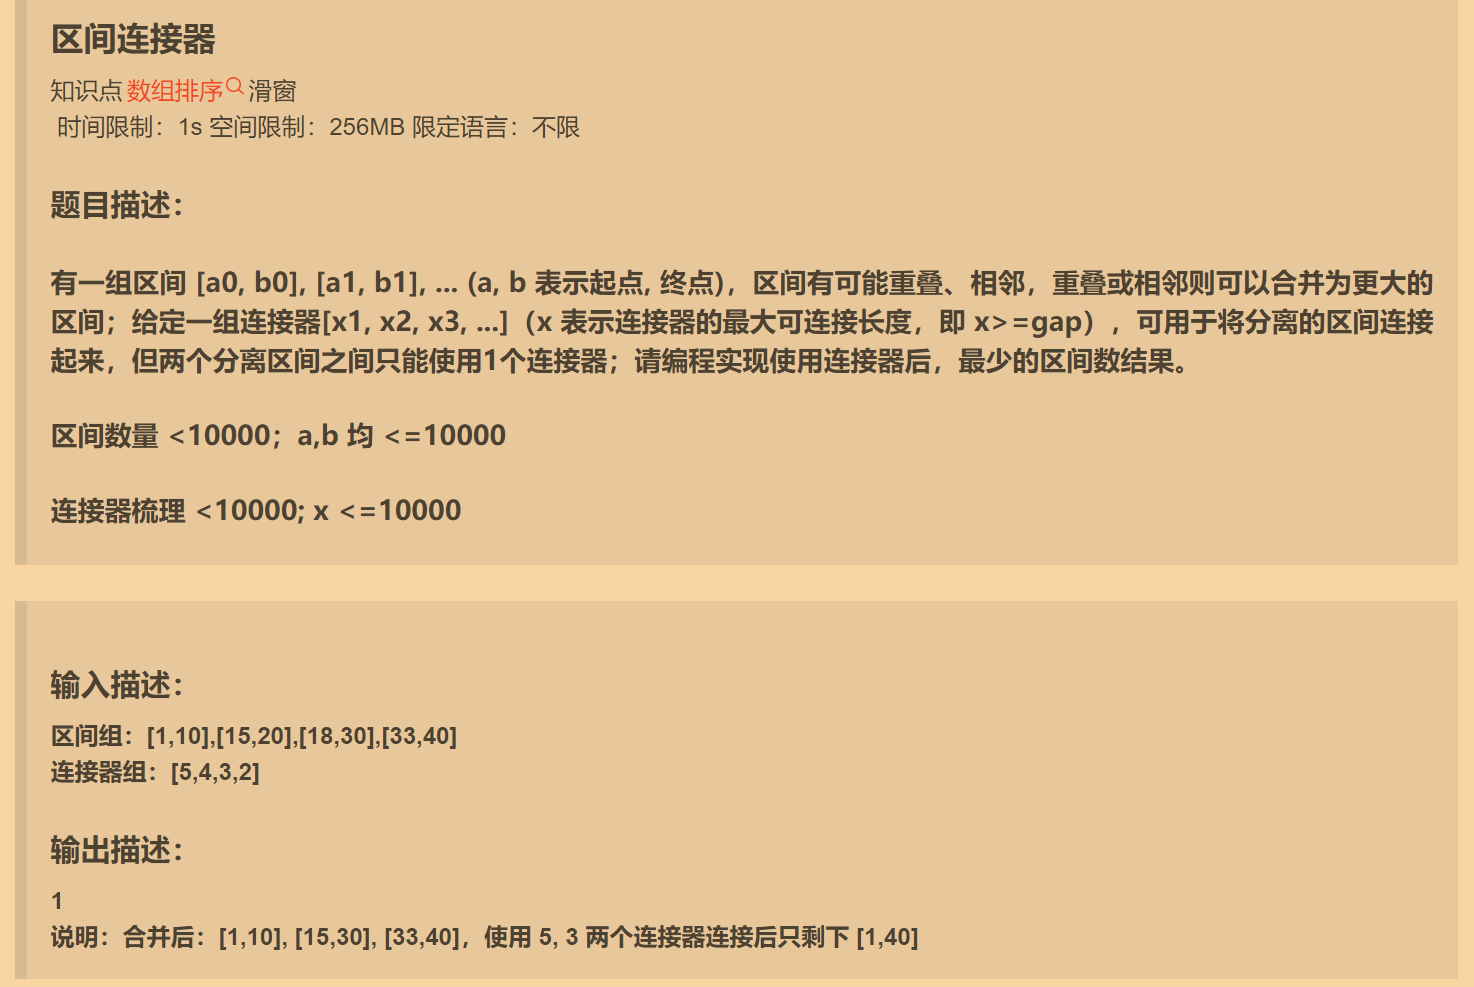 区间连接器
知识点 数组排序 滑窗
时间限制：1s 空间限制：256MB 限定语言：不限
题目描述：
有一组区间 [a0, b0], [a1, b1], ... (a, b 表示起点, 终点)，区间有可能重叠、相邻，重叠或相邻则可以合并为更大的
区间；给定一组连接器[x1, x2, x3, ...]（x 表示连接器的最大可连接长度，即 x>=gap），可用于将分离的区间连接
起来，但两个分离区间之间只能使用1个连接器；请编程实现使用连接器后，最少的区间数结果。
区间数量 <10000；a,b 均 <=10000
连接器梳理 <10000; x <=10000
输入描述：
区间组：[1,10],[15,20],[18,30],[33,40]
连接器组：[5,4,3,2]
输出描述：
1
说明：合并后：[1,10], [15,30], [33,40]，使用 5, 3 两个连接器连接后只剩下 [1,40]